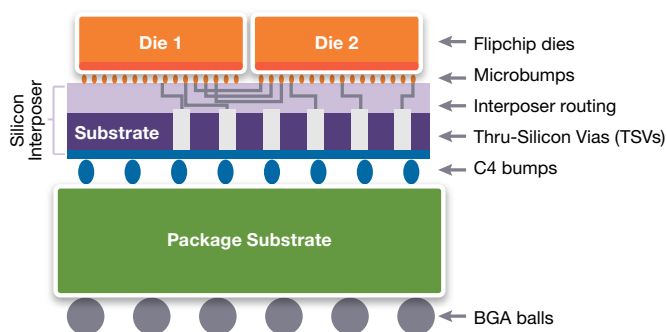 Die 1
Die 2
Flipchip dies
Microbumps
Interposer routing
Silicon
Interposer
Substrate
Thru-Silicon Vias (TSVs)
C4 bumps
Package Substrate
BGA balls